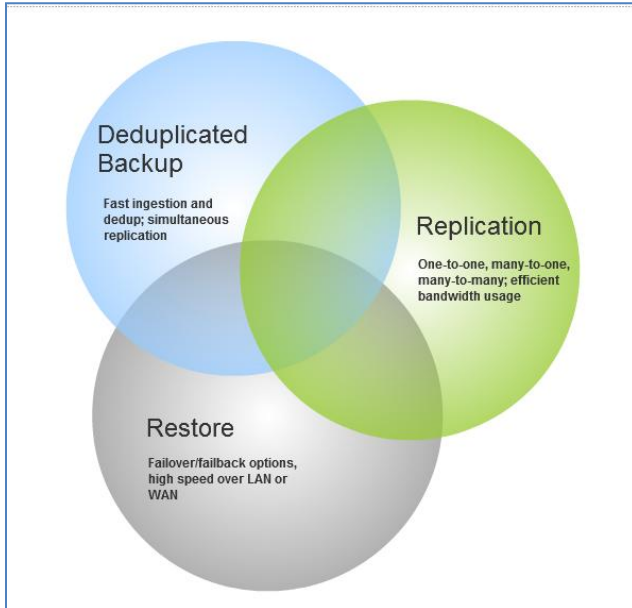 Deduplicated
Backup
Fast ingestion and
dedup; simultaneous
replication
Replication
One-to-one, many-to-one,
many-to-many; efficient
bandwidth usage
Restore
Failover/failback options,
high speed over LAN or
WAN